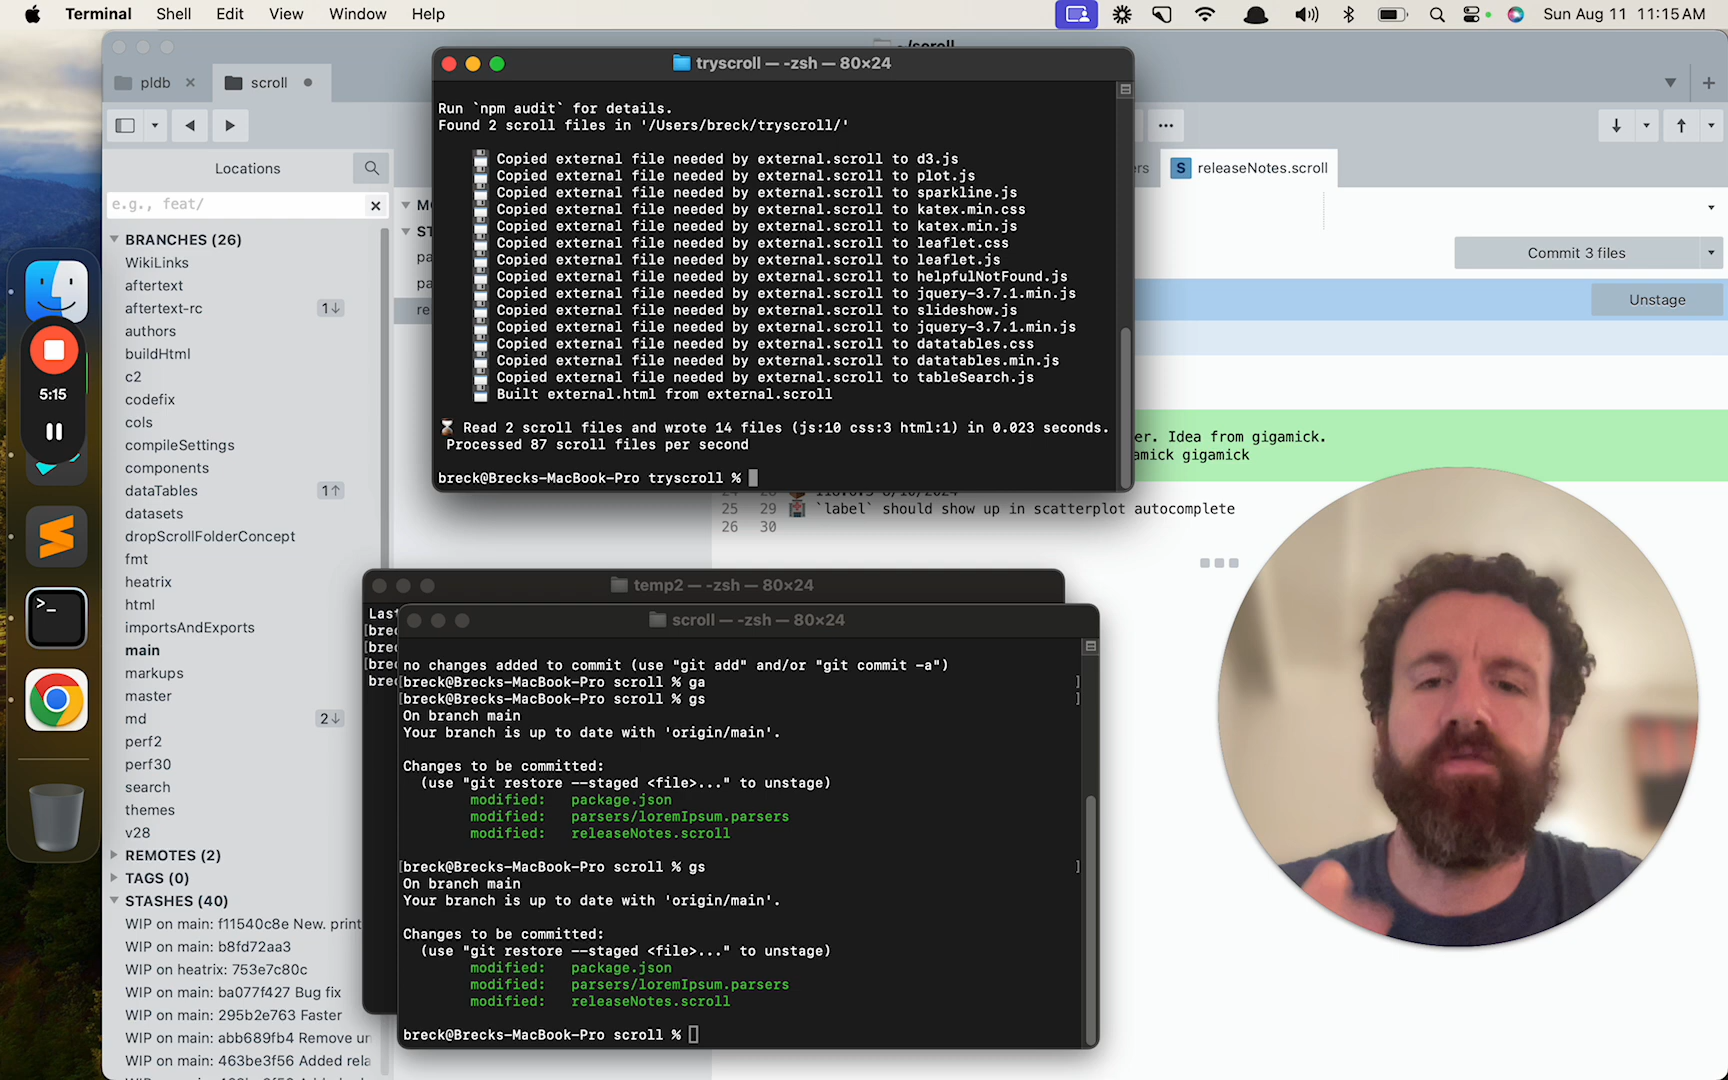 Terminal Shell Edit View Window Help
Sun Aug 11 11:15 AM
~/scroll
pldb
scroll
Locations
e.g., feat/
BRANCHES (26)
WikiLinks
aftertext
aftertext-rc 1↓
authors
buildHtml
c2
codefix
cols
compileSettings
components
dataTables 1↑
datasets
dropScrollFolderConcept
fmt
heatrix
html
importsAndExports
main
markups
master
md 2↓
perf2
perf30
search
themes
v28
REMOTES (2)
TAGS (0)
STASHES (40)
WIP on main: f11540c8e New. print
WIP on main: b8fd72aa3
WIP on heatrix: 753e7c80c
WIP on main: ba077f427 Bug fix
WIP on main: 295b2e763 Faster
WIP on main: abb689fb4 Remove un
WIP on main: 463be3f56 Added rela
5:15
tryscroll — -zsh — 80×24
Run `npm audit` for details.
Found 2 scroll files in '/Users/breck/tryscroll/'
Copied external file needed by external.scroll to d3.js
Copied external file needed by external.scroll to plot.js
Copied external file needed by external.scroll to sparkline.js
Copied external file needed by external.scroll to katex.min.css
Copied external file needed by external.scroll to katex.min.js
Copied external file needed by external.scroll to leaflet.css
Copied external file needed by external.scroll to leaflet.js
Copied external file needed by external.scroll to helpfulNotFound.js
Copied external file needed by external.scroll to jquery-3.7.1.min.js
Copied external file needed by external.scroll to slideshow.js
Copied external file needed by external.scroll to jquery-3.7.1.min.js
Copied external file needed by external.scroll to datatables.css
Copied external file needed by external.scroll to datatables.min.js
Copied external file needed by external.scroll to tableSearch.js
Built external.html from external.scroll
Read 2 scroll files and wrote 14 files (js:10 css:3 html:1) in 0.023 seconds.
Processed 87 scroll files per second
breck@Brecks-MacBook-Pro tryscroll %
ers
S releaseNotes.scroll
Commit 3 files
Unstage
er. Idea from gigamick.
amick gigamick
25 29 `label` should show up in scatterplot autocomplete
26 30
temp2 — -zsh — 80×24
Last
[brec
[brec
[brec
brec
scroll — -zsh — 80×24
no changes added to commit (use "git add" and/or "git commit -a")
[breck@Brecks-MacBook-Pro scroll % ga ]
[breck@Brecks-MacBook-Pro scroll % gs ]
On branch main
Your branch is up to date with 'origin/main'.
Changes to be committed:
(use "git restore --staged <file>..." to unstage)
modified: package.json
modified: parsers/loremIpsum.parsers
modified: releaseNotes.scroll
[breck@Brecks-MacBook-Pro scroll % gs ]
On branch main
Your branch is up to date with 'origin/main'.
Changes to be committed:
(use "git restore --staged <file>..." to unstage)
modified: package.json
modified: parsers/loremIpsum.parsers
modified: releaseNotes.scroll
breck@Brecks-MacBook-Pro scroll %